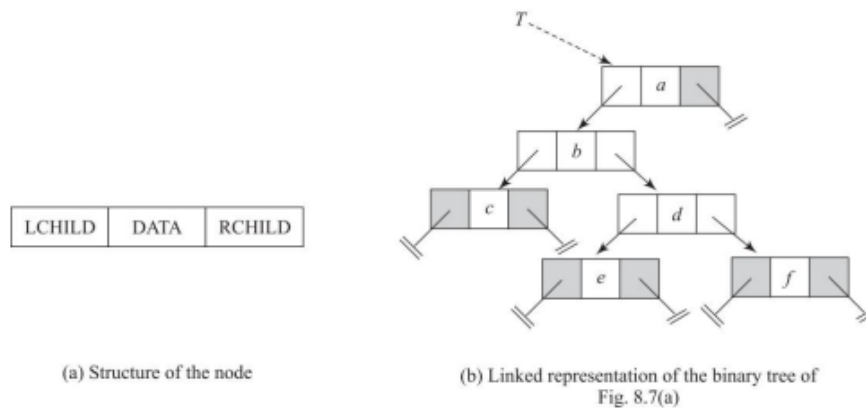 T
a
b
c
d
LCHILD DATA RCHILD
e
f
(a) Structure of the node
(b) Linked representation of the binary tree of
Fig. 8.7(a)